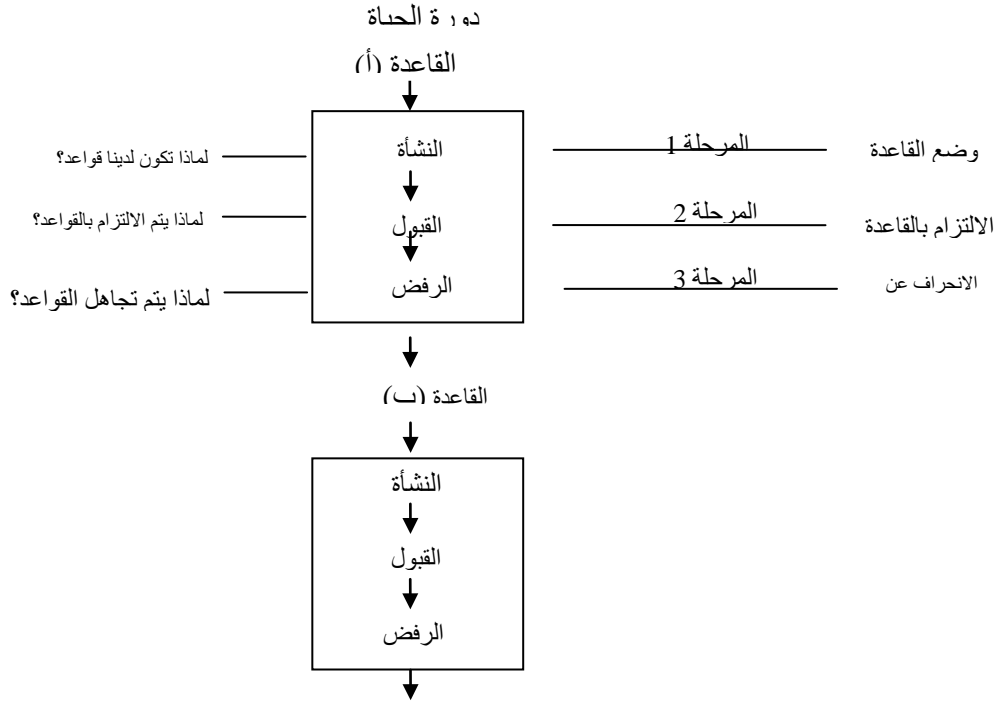 دورة الحياة
القاعدة (أ)
وضع القاعدة المرحلة 1 النشأة لماذا تكون لدينا قواعد؟
الالتزام بالقاعدة المرحلة 2 القبول لماذا يتم الالتزام بالقواعد؟
الانحراف عن المرحلة 3 الرفض لماذا يتم تجاهل القواعد؟
القاعدة (ب)
النشأة
القبول
الرفض